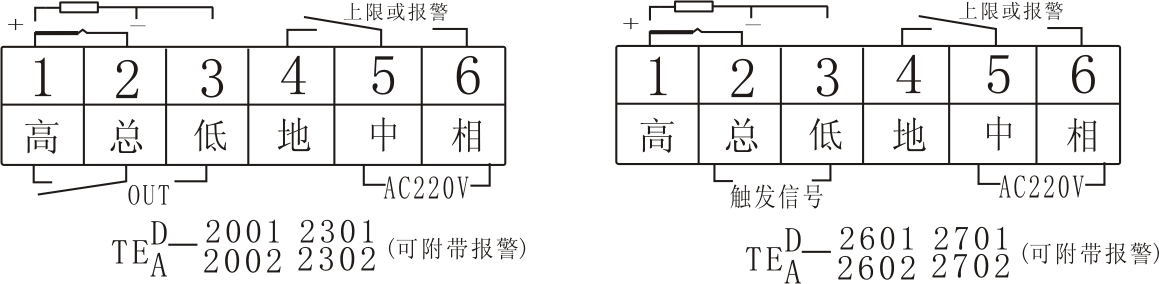 上限或报警
+ −
1 2 3 4 5 6
高 总 低 地 中 相
OUT
AC220V
TED/A—2001 2301
2002 2302
(可附带报警)
上限或报警
+ −
1 2 3 4 5 6
高 总 低 地 中 相
触发信号
AC220V
TED/A—2601 2701
2602 2702
(可附带报警)